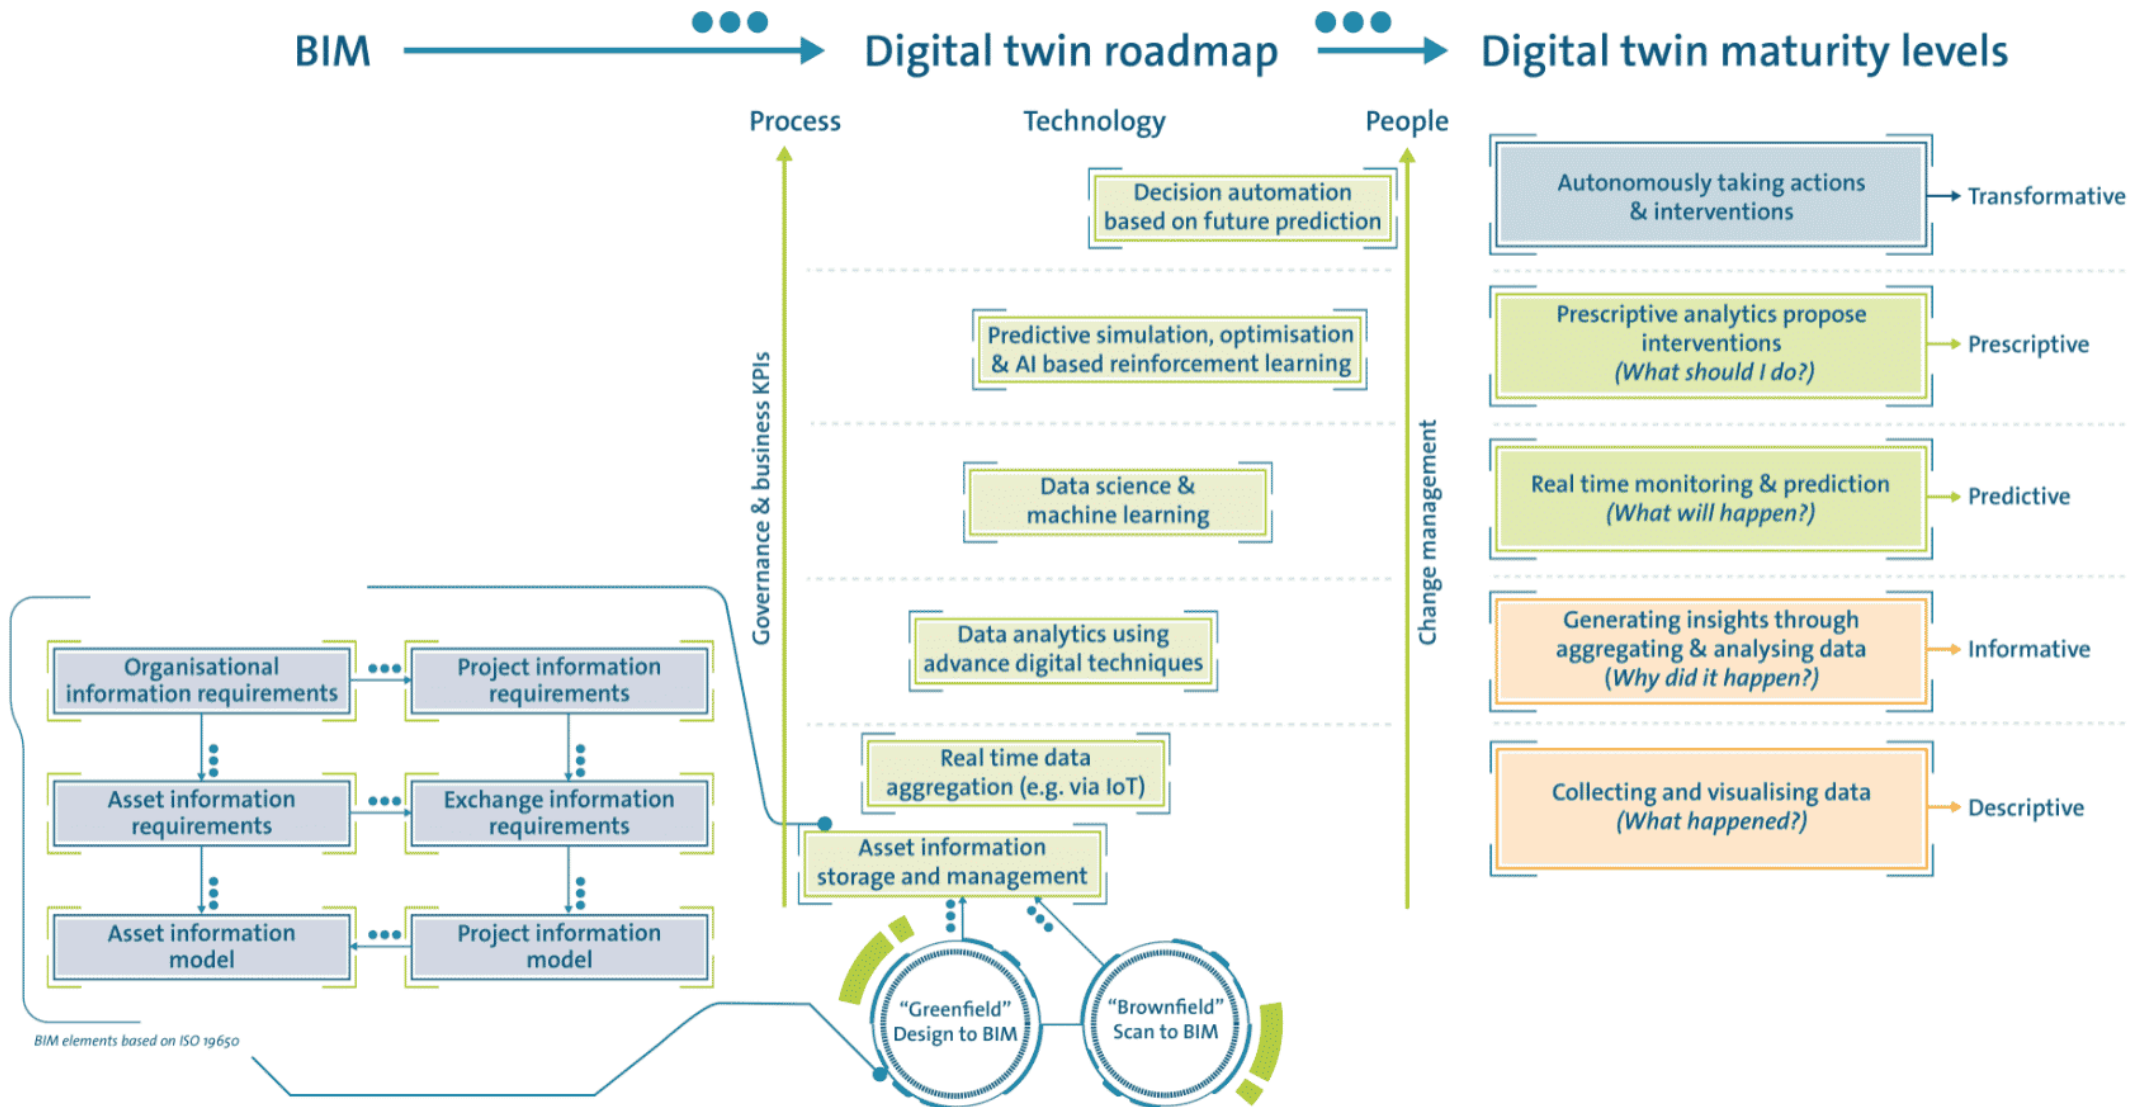 BIM
Digital twin roadmap
Digital twin maturity levels
Process
Technology
People
Governance & business KPIs
Change management
Decision automation
based on future prediction
Predictive simulation, optimisation
& AI based reinforcement learning
Data science &
machine learning
Data analytics using
advance digital techniques
Real time data
aggregation (e.g. via IoT)
Asset information
storage and management
"Greenfield"
Design to BIM
"Brownfield"
Scan to BIM
Autonomously taking actions
& interventions
Transformative
Prescriptive analytics propose
interventions
(What should I do?)
Prescriptive
Real time monitoring & prediction
(What will happen?)
Predictive
Generating insights through
aggregating & analysing data
(Why did it happen?)
Informative
Collecting and visualising data
(What happened?)
Descriptive
Organisational
information requirements
Project information
requirements
Asset information
requirements
Exchange information
requirements
Asset information
model
Project information
model
BIM elements based on ISO 19650